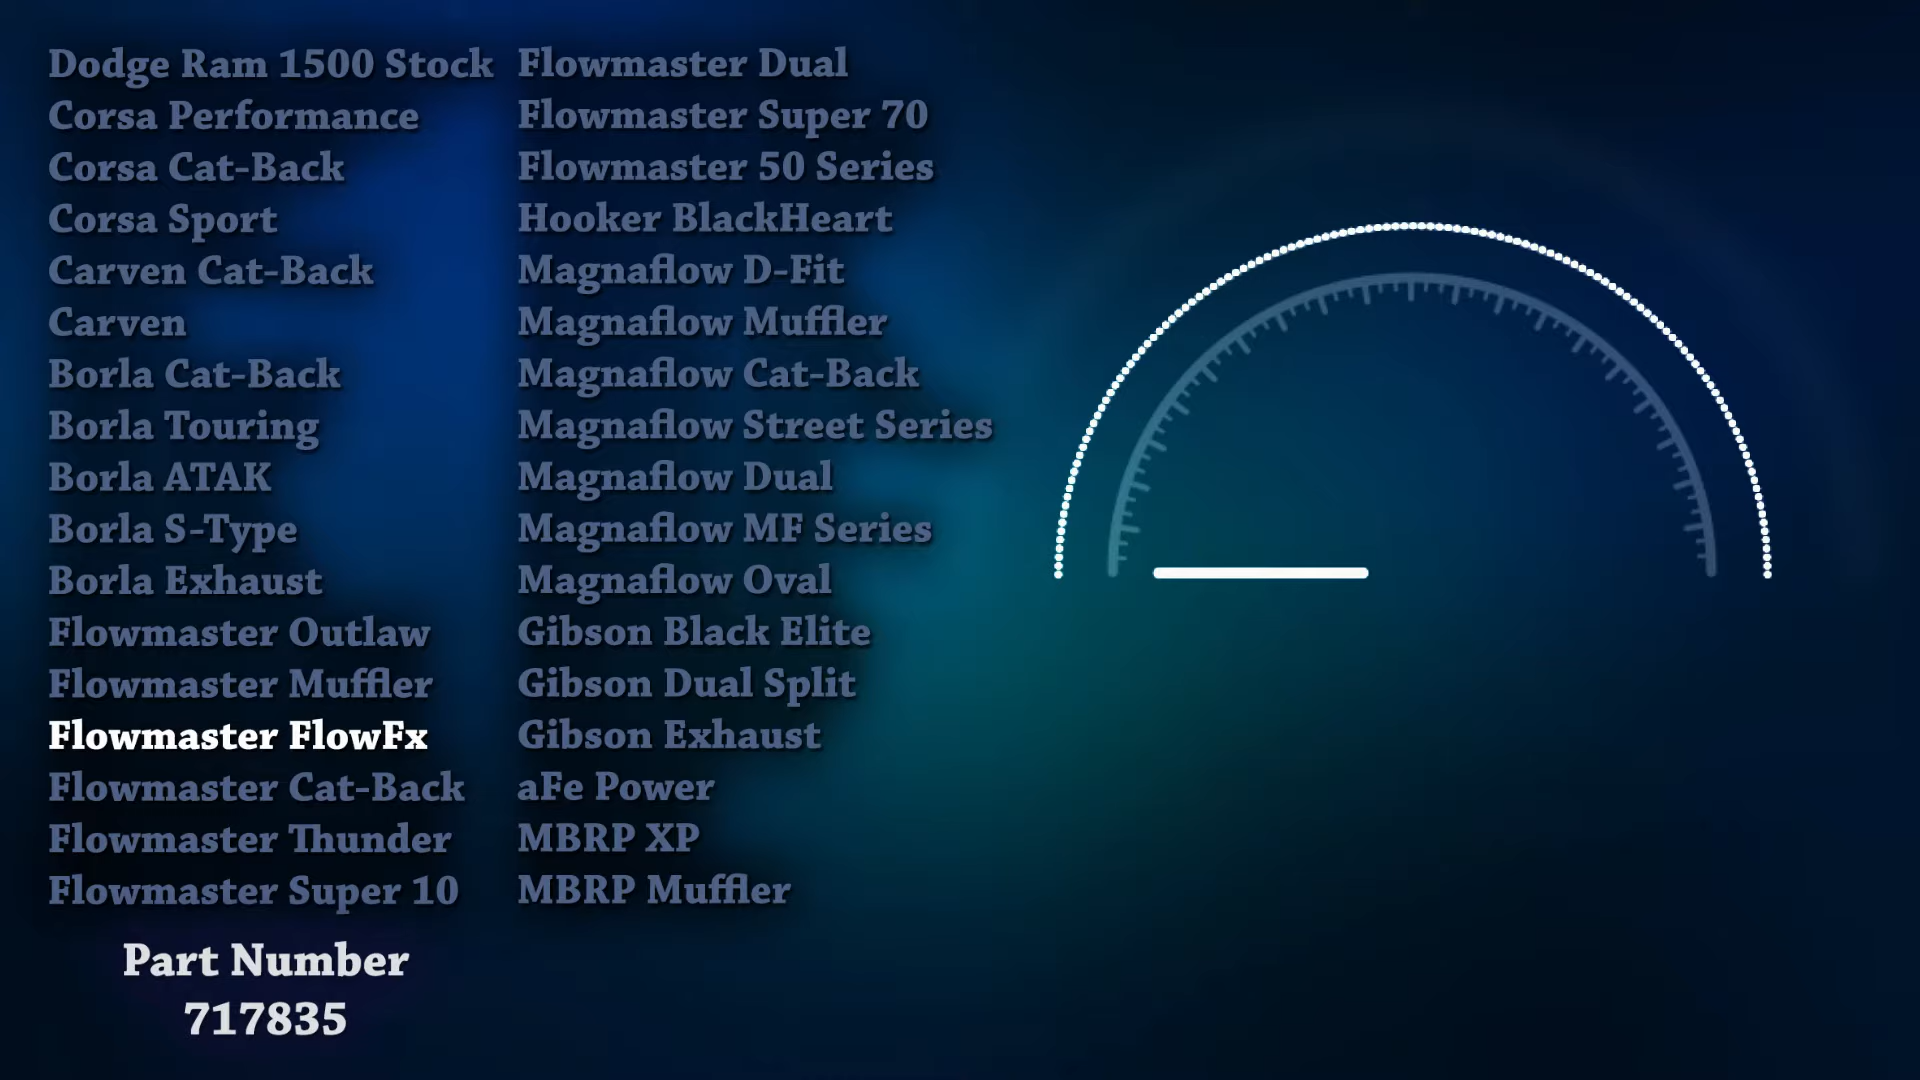 Dodge Ram 1500 Stock
Corsa Performance
Corsa Cat-Back
Corsa Sport
Carven Cat-Back
Carven
Borla Cat-Back
Borla Touring
Borla ATAK
Borla S-Type
Borla Exhaust
Flowmaster Outlaw
Flowmaster Muffler
Flowmaster FlowFx
Flowmaster Cat-Back
Flowmaster Thunder
Flowmaster Super 10
Flowmaster Dual
Flowmaster Super 70
Flowmaster 50 Series
Hooker BlackHeart
Magnaflow D-Fit
Magnaflow Muffler
Magnaflow Cat-Back
Magnaflow Street Series
Magnaflow Dual
Magnaflow MF Series
Magnaflow Oval
Gibson Black Elite
Gibson Dual Split
Gibson Exhaust
aFe Power
MBRP XP
MBRP Muffler
Part Number
717835